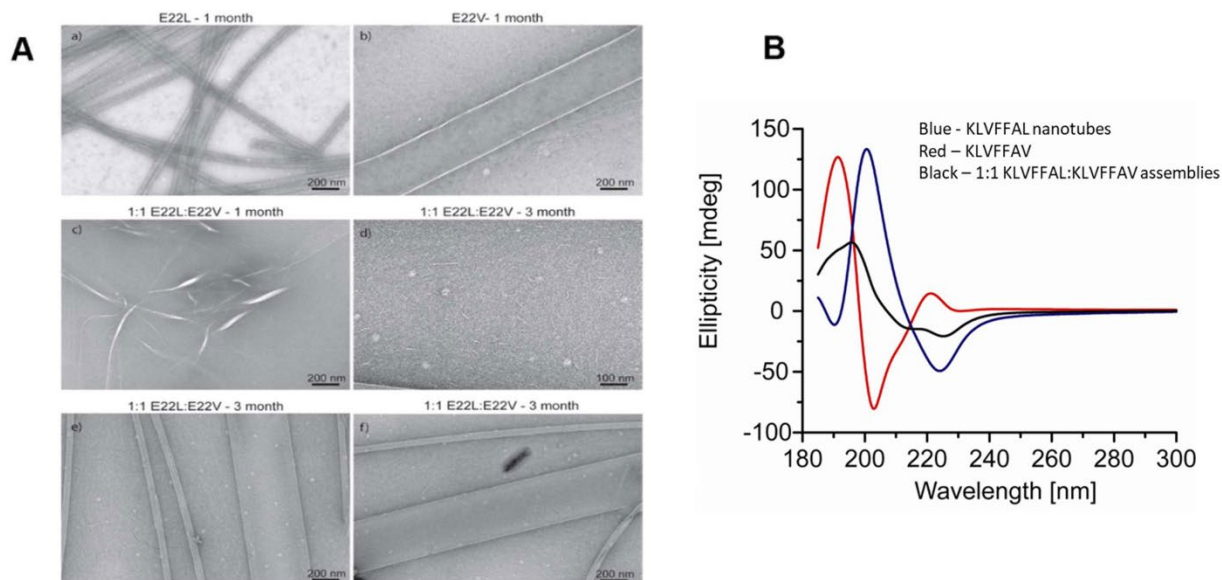 A
E22L - 1 month
E22V- 1 month
a)
b)
200 nm
200 nm
1:1 E22L:E22V - 1 month
1:1 E22L:E22V - 3 month
c)
d)
200 nm
100 nm
1:1 E22L:E22V - 3 month
1:1 E22L:E22V - 3 month
e)
f)
200 nm
200 nm
B
Blue - KLVFFAL nanotubes
Red – KLVFFAV
Black – 1:1 KLVFFAL:KLVFFAV assemblies
Ellipticity [mdeg]
150
100
50
0
-50
-100
180 200 220 240 260 280 300
Wavelength [nm]